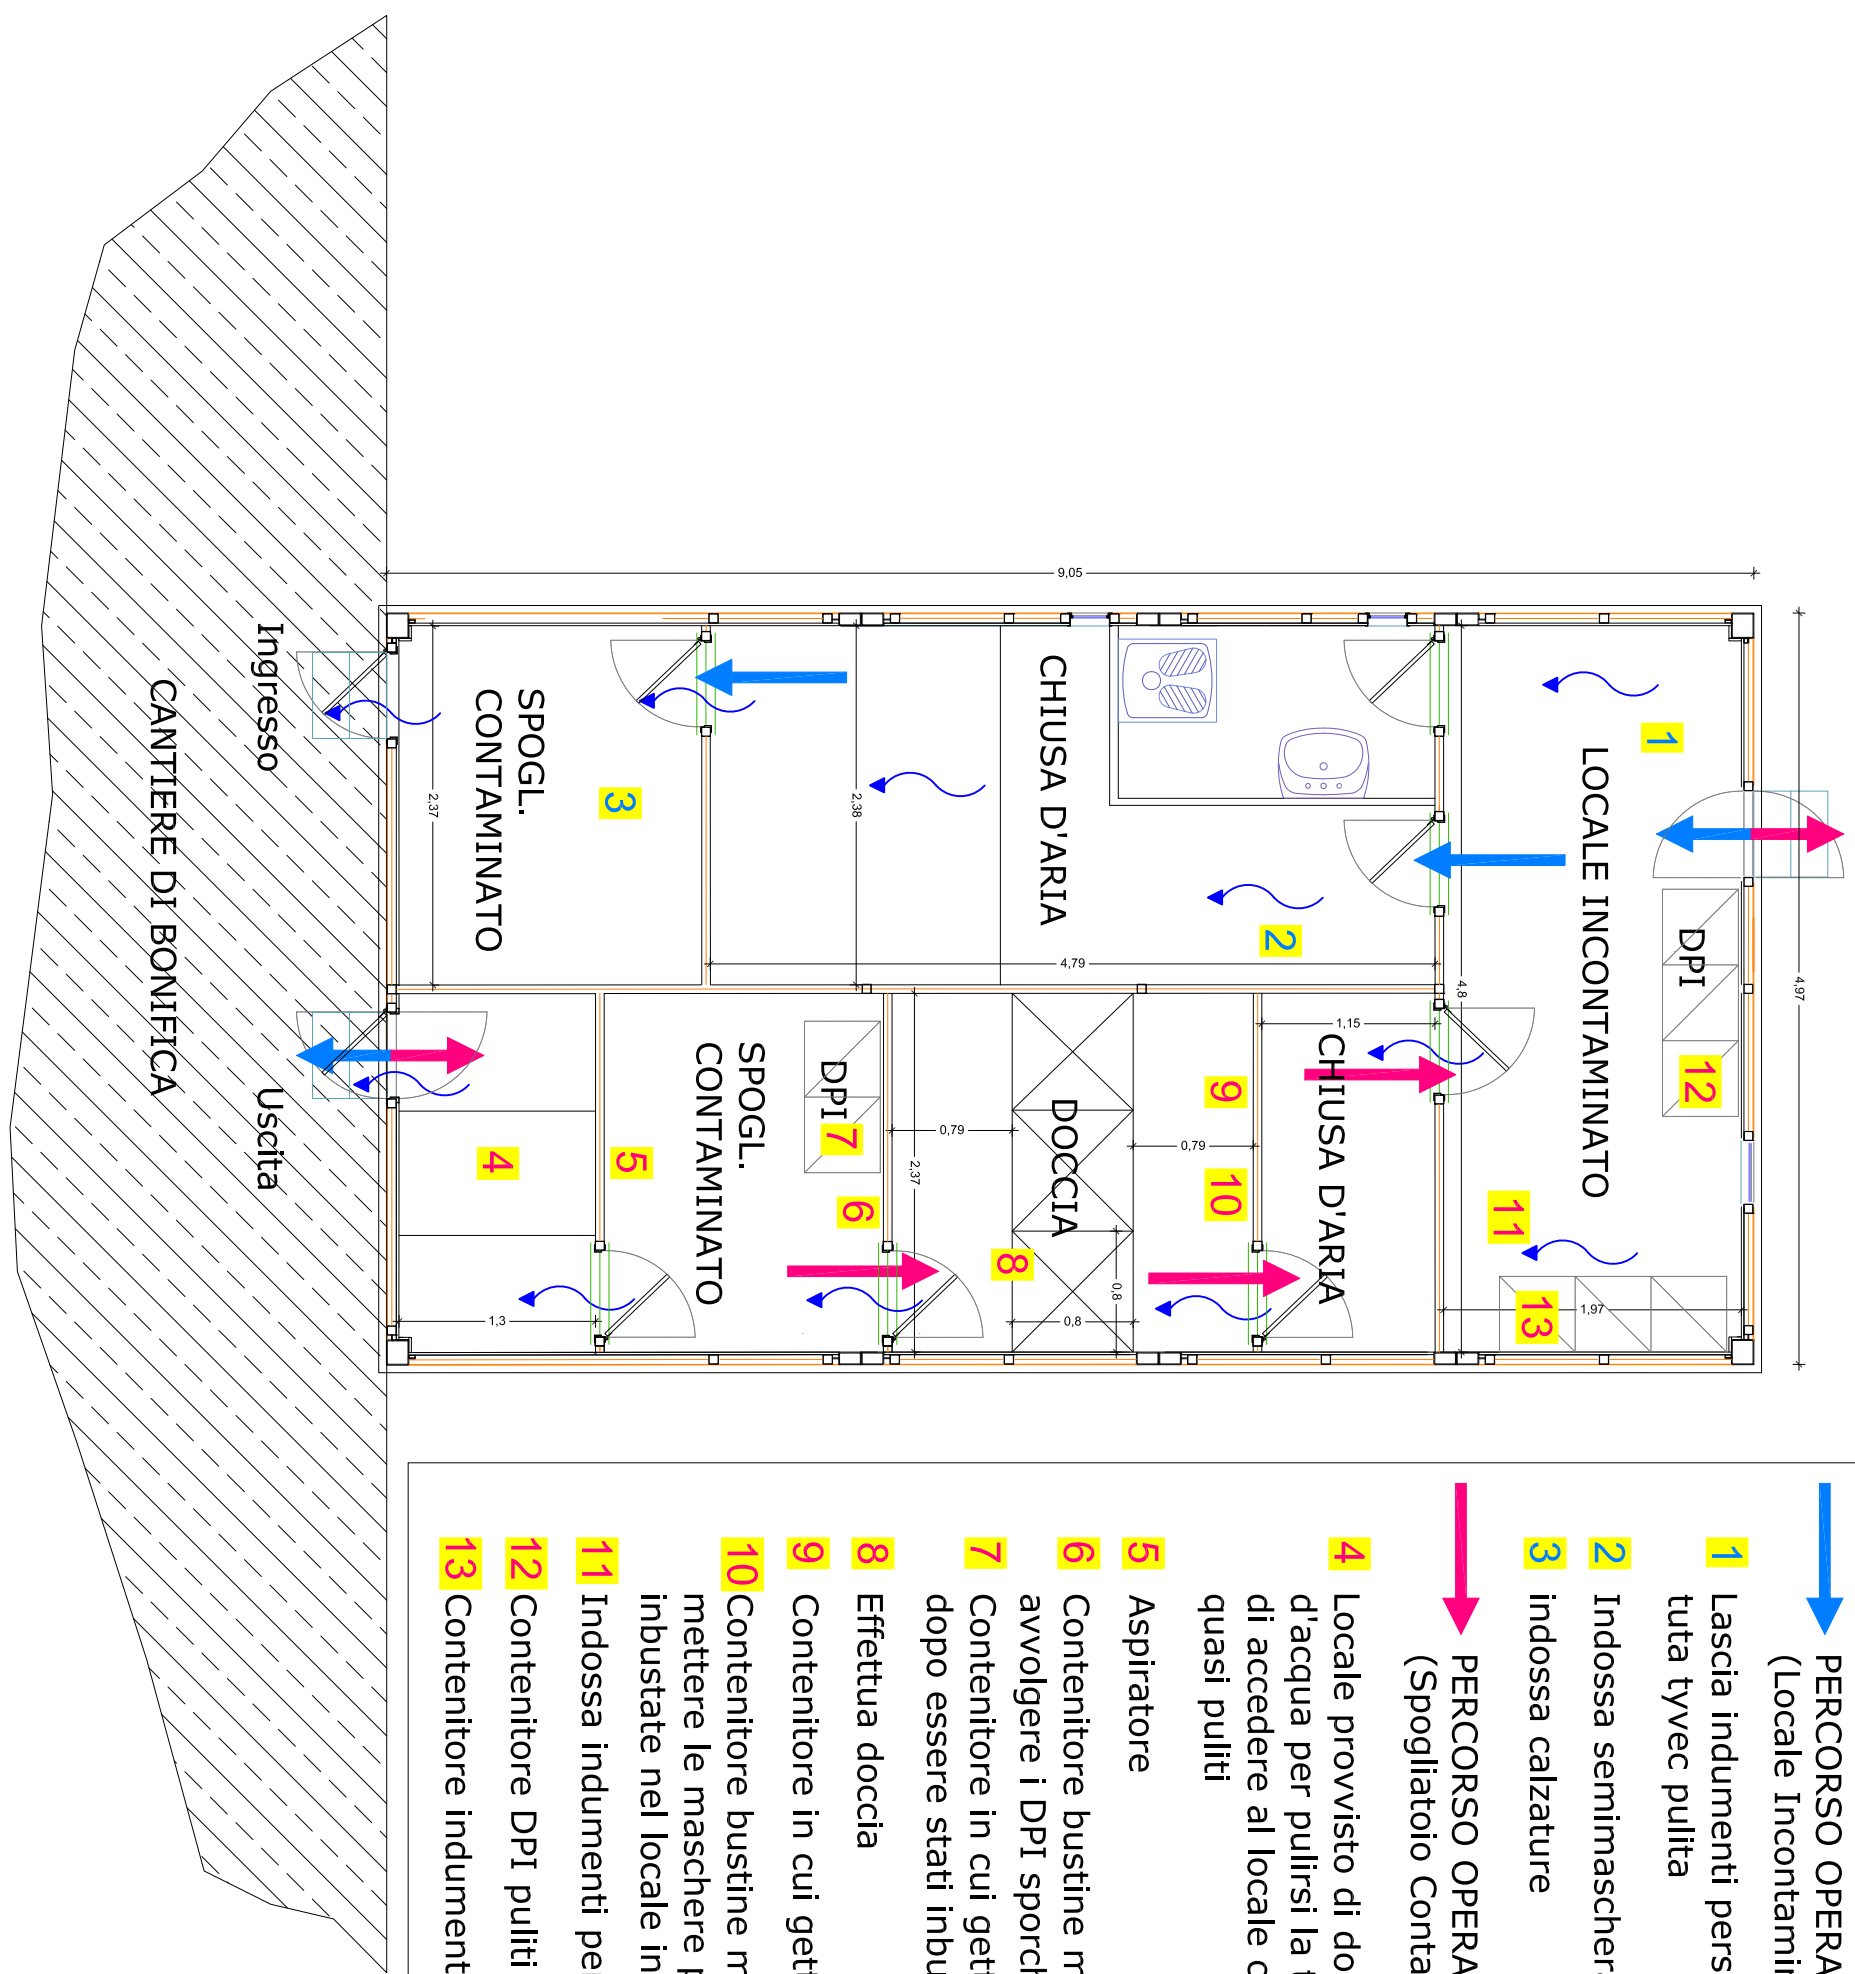 9,05
4,97
LOCALE INCONTAMINATO
1
DPI
12
11
13
1,97
4,8
CHIUSA D'ARIA
2
4,79
2,38
CHIUSA D'ARIA
1,15
9
10
0,79
DOCCIA
8
0,8
0,8
0,79
2,37
SPOGL.
CONTAMINATO
3
2,37
DPI
7
6
SPOGL.
CONTAMINATO
5
4
1,3
Ingresso
Uscita
CANTIERE DI BONIFICA
PERCORSO OPERA
(Locale Incontamin
1 Lascia indumenti pers
tuta tyvec pulita
2 Indossa semimascher
3 indossa calzature
PERCORSO OPERA
(Spogliatoio Conta
4 Locale provvisto di do
d'acqua per pulirsi la t
di accedere al locale c
quasi puliti
5 Aspiratore
6 Contenitore bustine m
avvolgere i DPI sporch
7 Contenitore in cui gett
dopo essere stati inbu
8 Effettua doccia
9 Contenitore in cui gett
10 Contenitore bustine m
mettere le maschere p
inbustate nel locale in
11 Indossa indumenti per
12 Contenitore DPI puliti
13 Contenitore indument